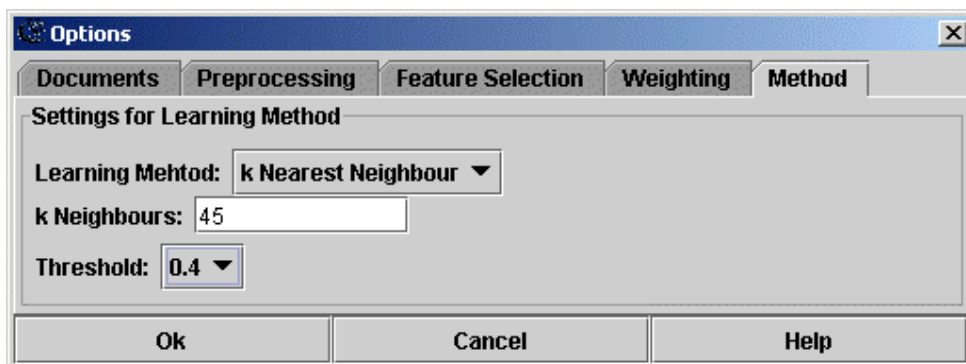 Options
Documents Preprocessing Feature Selection Weighting Method
Settings for Learning Method
Learning Mehtod: k Nearest Neighbour
k Neighbours: 45
Threshold: 0.4
Ok Cancel Help